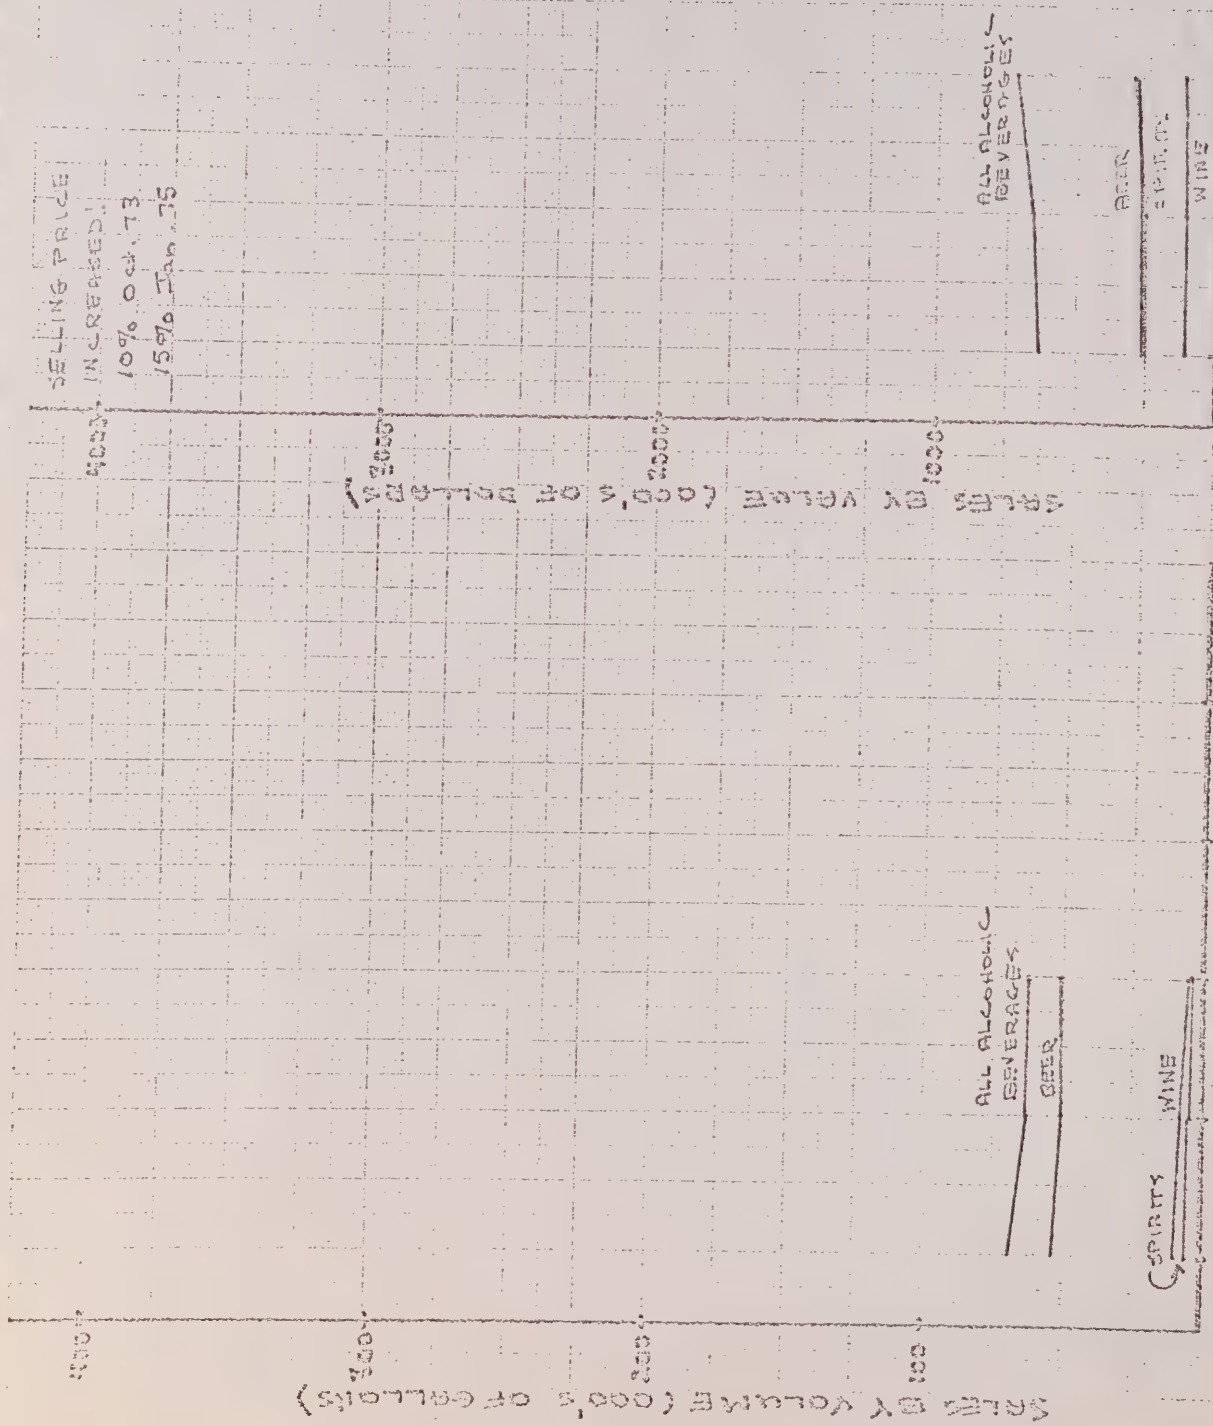 SELLING PRICE
INCREASED:
10% Oct. 73
15% Jan. 75
4000
3000
2000
1000
SALES BY VALUE (000's OF DOLLARS)
ALL ALCOHOLIC
BEVERAGES
BEER
SPIRITS
WINE
400
300
200
100
SALES BY VOLUME (000's OF GALLONS)
ALL ALCOHOLIC
BEVERAGES
BEER
SPIRITS
WINE